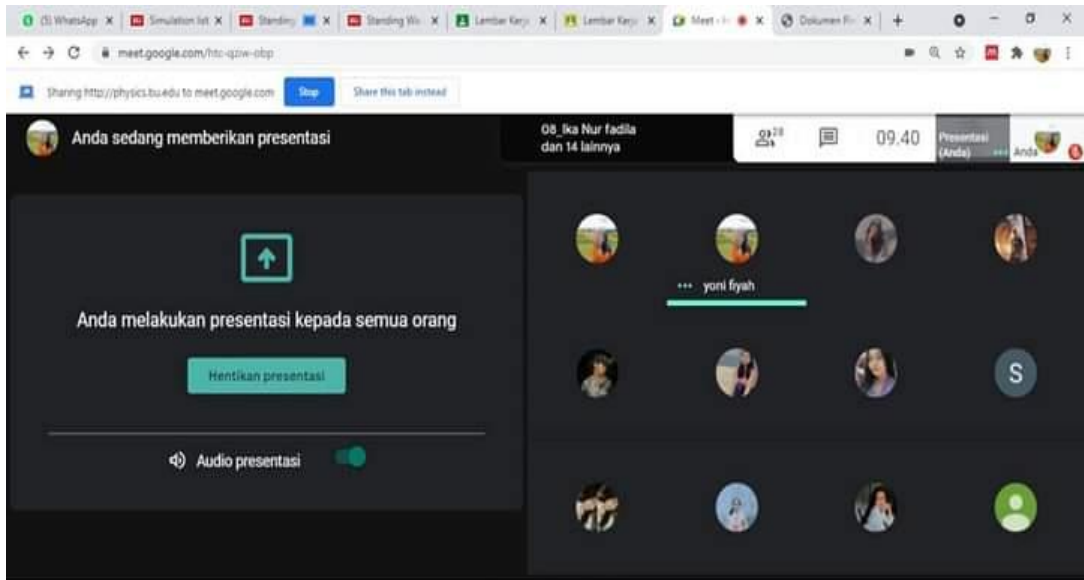 (5) WhatsApp
Simulation list
Standing
Standing Wa
Lembar Kerj
Lembar Kerj
Meet -
Dokumen
meet.google.com/htc-qziw-obp
Sharing http://physics.bu.edu to meet.google.com
Stop
Share this tab instead
Anda sedang memberikan presentasi
08_Ika Nur fadila
dan 14 lainnya
28
09.40
Presentasi
(Anda)
Anda
yoni fiyah
Anda melakukan presentasi kepada semua orang
Hentikan presentasi
S
Audio presentasi